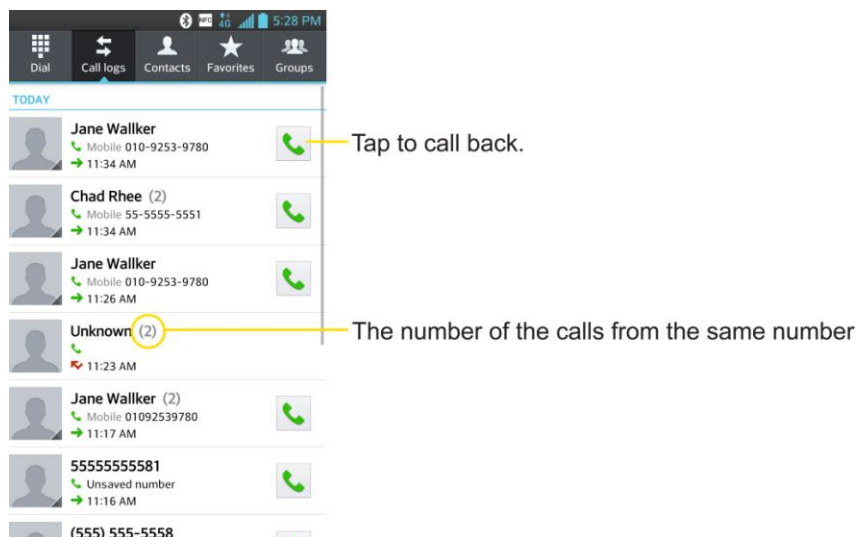 NFC 4G 5:28 PM
Dial Call logs Contacts Favorites Groups
TODAY
Jane Wallker
Mobile 010-9253-9780
11:34 AM
Tap to call back.
Chad Rhee (2)
Mobile 55-5555-5551
11:34 AM
Jane Wallker
Mobile 010-9253-9780
11:26 AM
Unknown (2)
The number of the calls from the same number
11:23 AM
Jane Wallker (2)
Mobile 01092539780
11:17 AM
55555555581
Unsaved number
11:16 AM
(555) 555-5558